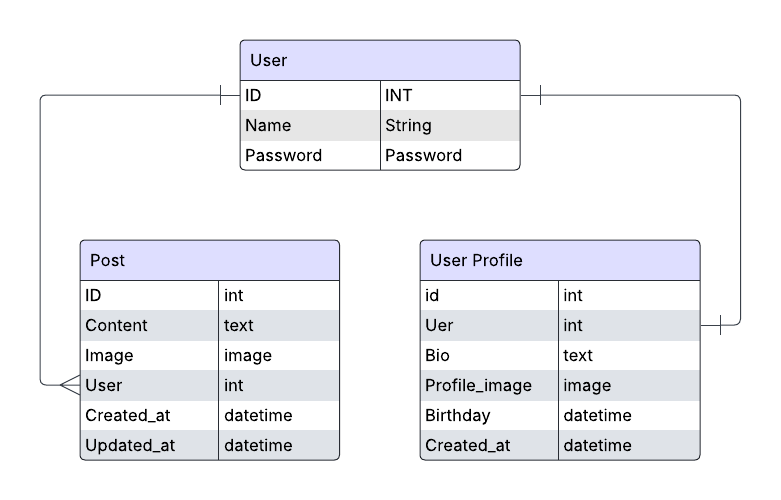 User
ID INT
Name String
Password Password
Post
ID int
Content text
Image image
User int
Created_at datetime
Updated_at datetime
User Profile
id int
Uer int
Bio text
Profile_image image
Birthday datetime
Created_at datetime